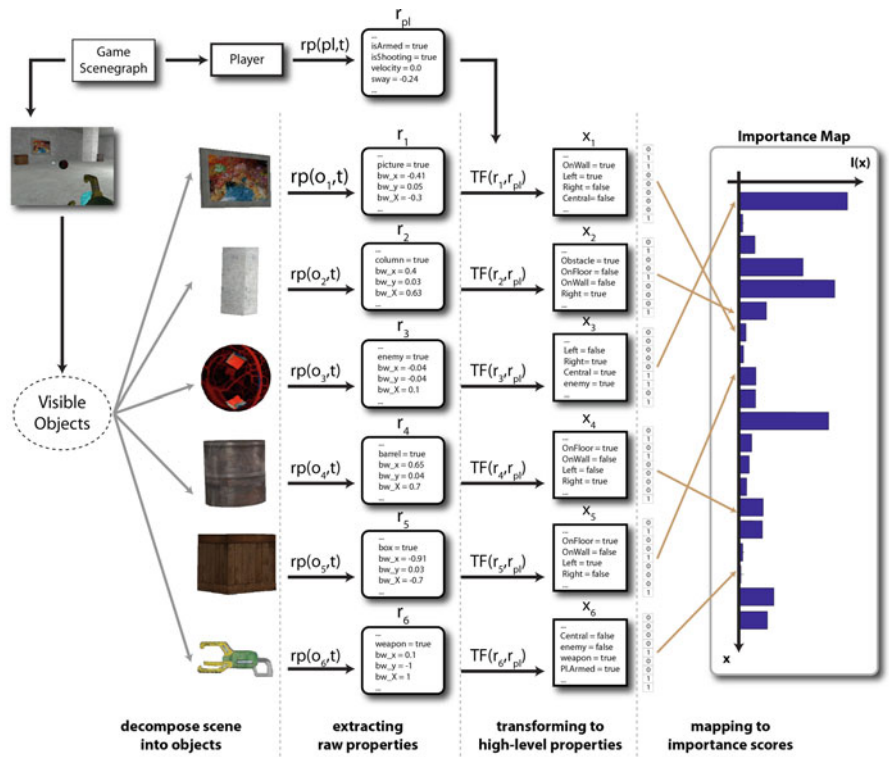 Game
Scenegraph
Player
rp(pl,t)
r_pl
...
isArmed = true
isShooting = true
velocity = 0.0
sway = -0.24
...
Visible
Objects
rp(o_1,t)
r_1
...
picture = true
bw_x = -0.41
bw_y = 0.05
bw_X = -0.3
...
TF(r_1,r_pl)
x_1
...
OnWall = true
Left = true
Right = false
Central= false
...
rp(o_2,t)
r_2
...
column = true
bw_x = 0.4
bw_y = 0.03
bw_X = 0.63
...
TF(r_2,r_pl)
x_2
...
Obstacle = true
OnFloor = false
OnWall = false
Right = true
...
rp(o_3,t)
r_3
...
enemy = true
bw_x = -0.04
bw_y = -0.04
bw_X = 0.1
...
TF(r_3,r_pl)
x_3
...
Left = false
Right= true
Central = true
enemy = true
...
rp(o_4,t)
r_4
...
barrel = true
bw_x = 0.65
bw_y = 0.04
bw_X = 0.7
...
TF(r_4,r_pl)
x_4
...
OnFloor = true
OnWall = false
Left = false
Right = true
...
rp(o_5,t)
r_5
...
box = true
bw_x = -0.91
bw_y = 0.03
bw_X = -0.7
...
TF(r_5,r_pl)
x_5
...
OnFloor = true
OnWall = false
Left = true
Right = false
...
rp(o_6,t)
r_6
...
weapon = true
bw_x = 0.1
bw_y = -1
bw_X = 1
...
TF(r_6,r_pl)
x_6
...
Central = false
enemy = false
weapon = true
Pl.Armed = true
...
Importance Map
I(x)
x
decompose scene
into objects
extracting
raw properties
transforming to
high-level properties
mapping to
importance scores